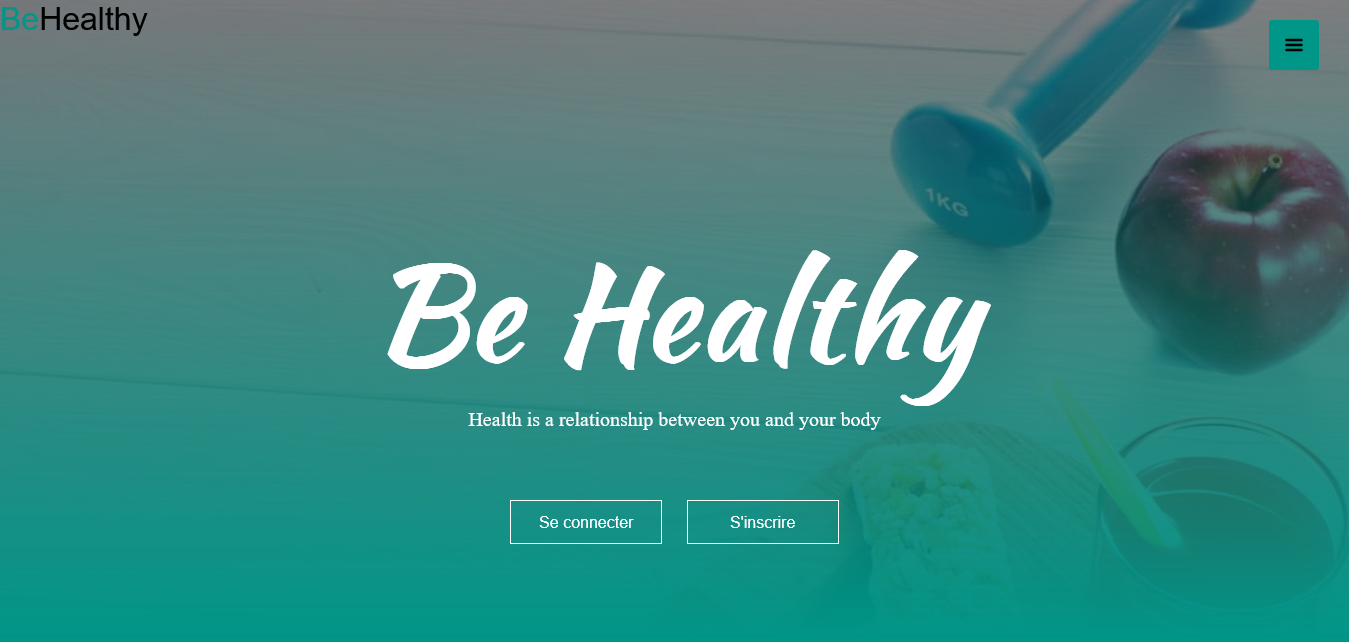 BeHealthy
1KG
Be Healthy
Health is a relationship between you and your body
Se connecter
S'inscrire